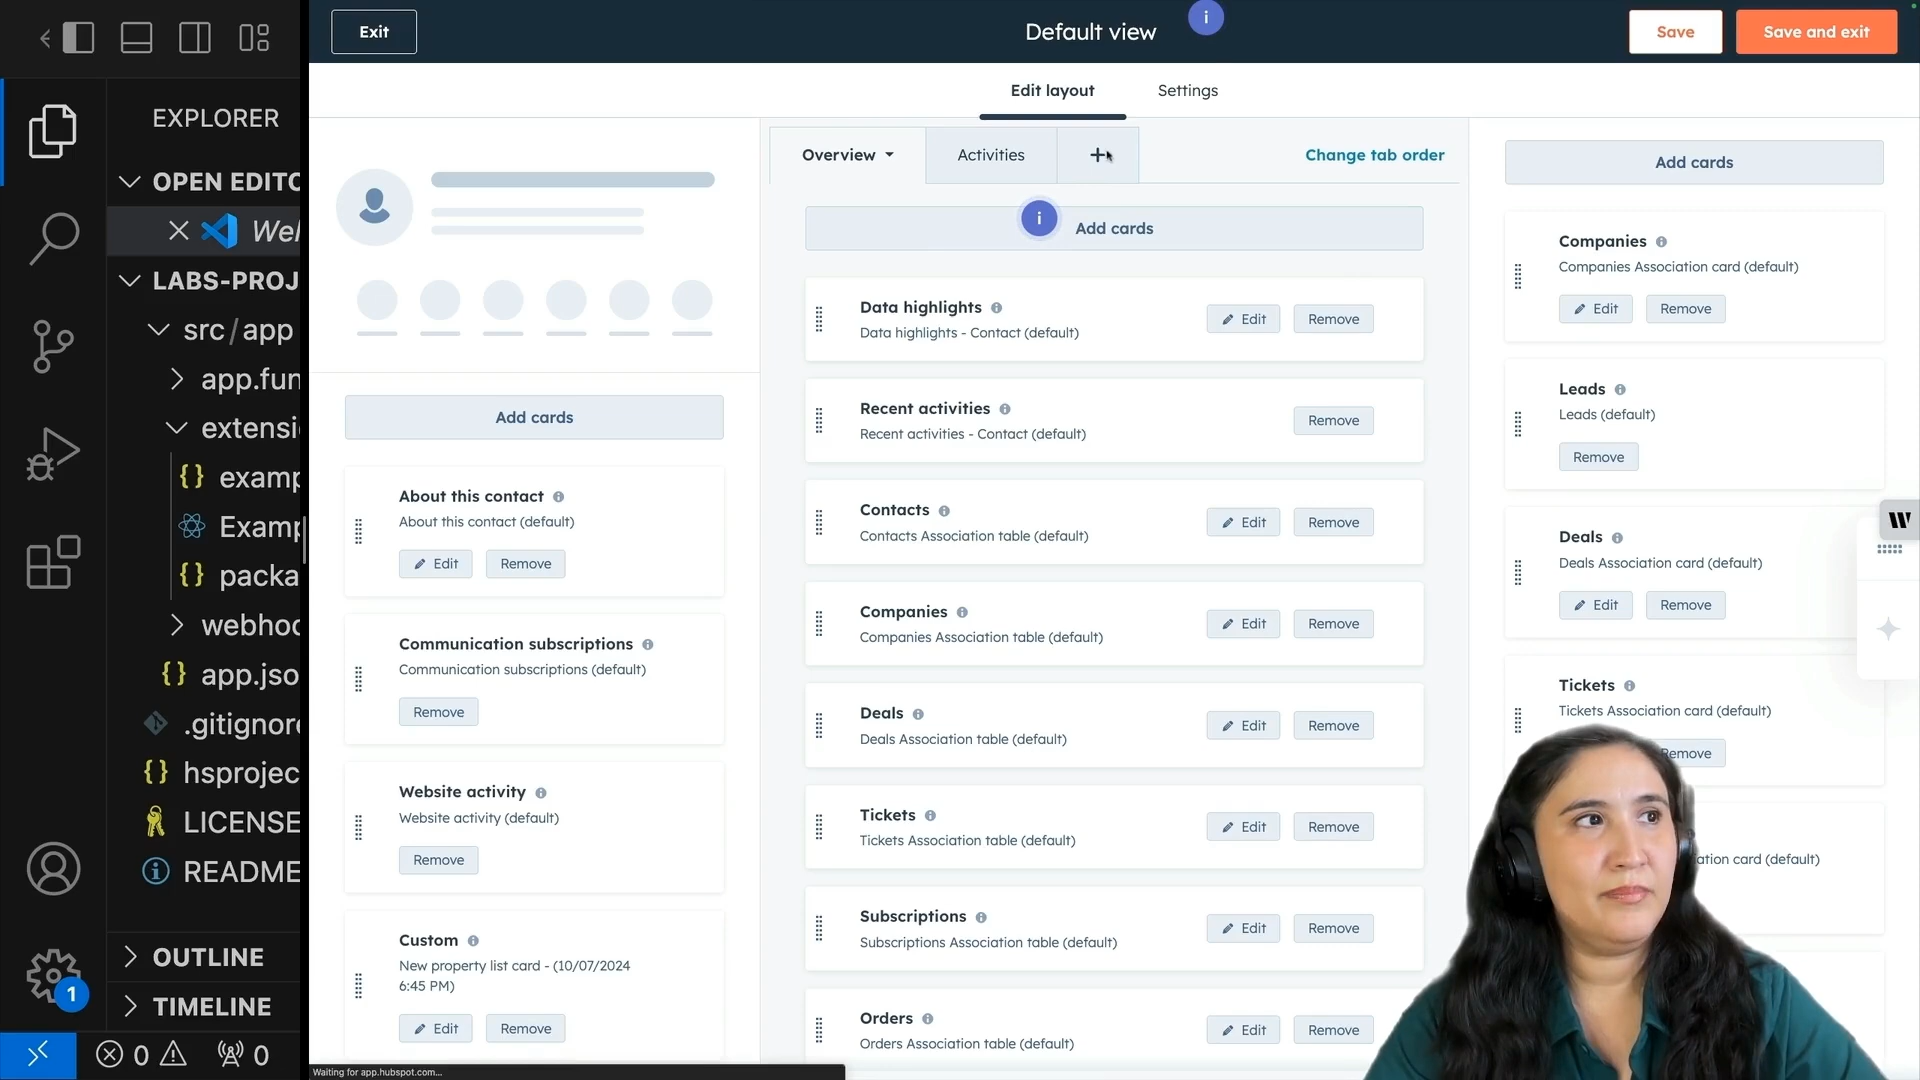 EXPLORER
OPEN EDITO
Wel
LABS-PROJ
src/app
app.fun
extensi
examp
Examp
packa
webhoo
app.jso
.gitignore
hsprojec
LICENSE
README
OUTLINE
TIMELINE
1
0
0
Exit
Default view
i
Save
Save and exit
Edit layout
Settings
Add cards
About this contact
About this contact (default)
Edit
Remove
Communication subscriptions
Communication subscriptions (default)
Remove
Website activity
Website activity (default)
Remove
Custom
New property list card - (10/07/2024
6:45 PM)
Edit
Remove
Waiting for app.hubspot.com...
Overview
Activities
+
Change tab order
i
Add cards
Data highlights
Data highlights - Contact (default)
Edit
Remove
Recent activities
Recent activities - Contact (default)
Remove
Contacts
Contacts Association table (default)
Edit
Remove
Companies
Companies Association table (default)
Edit
Remove
Deals
Deals Association table (default)
Edit
Remove
Tickets
Tickets Association table (default)
Edit
Remove
Subscriptions
Subscriptions Association table (default)
Edit
Remove
Orders
Orders Association table (default)
Edit
Remove
Add cards
Companies
Companies Association card (default)
Edit
Remove
Leads
Leads (default)
Remove
Deals
Deals Association card (default)
Edit
Remove
Tickets
Tickets Association card (default)
Remove
ation card (default)
W